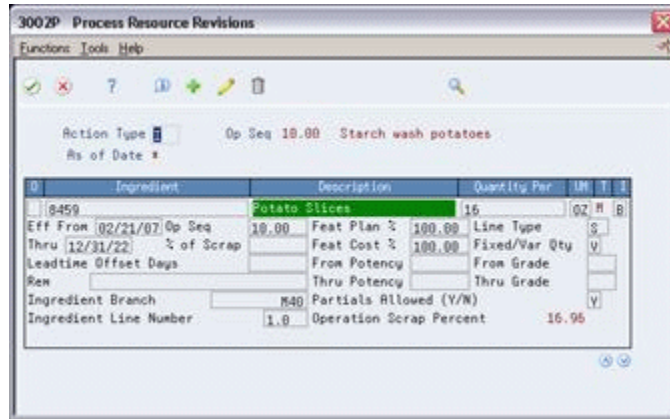 3002P Process Resource Revisions
Functions Tools Help
Action Type I Op Seq 10.00 Starch wash potatoes
As of Date *
O Ingredient Description Quantity Per UM T I
8459 Potato Slices 16 OZ M B
Eff From 02/21/07 Op Seq 10.00 Feat Plan % 100.00 Line Type S
Thru 12/31/22 % of Scrap Feat Cost % 100.00 Fixed/Var Qty V
Leadtime Offset Days From Potency From Grade
Rem Thru Potency Thru Grade
Ingredient Branch M40 Partials Allowed (Y/N) Y
Ingredient Line Number 1.0 Operation Scrap Percent 16.96